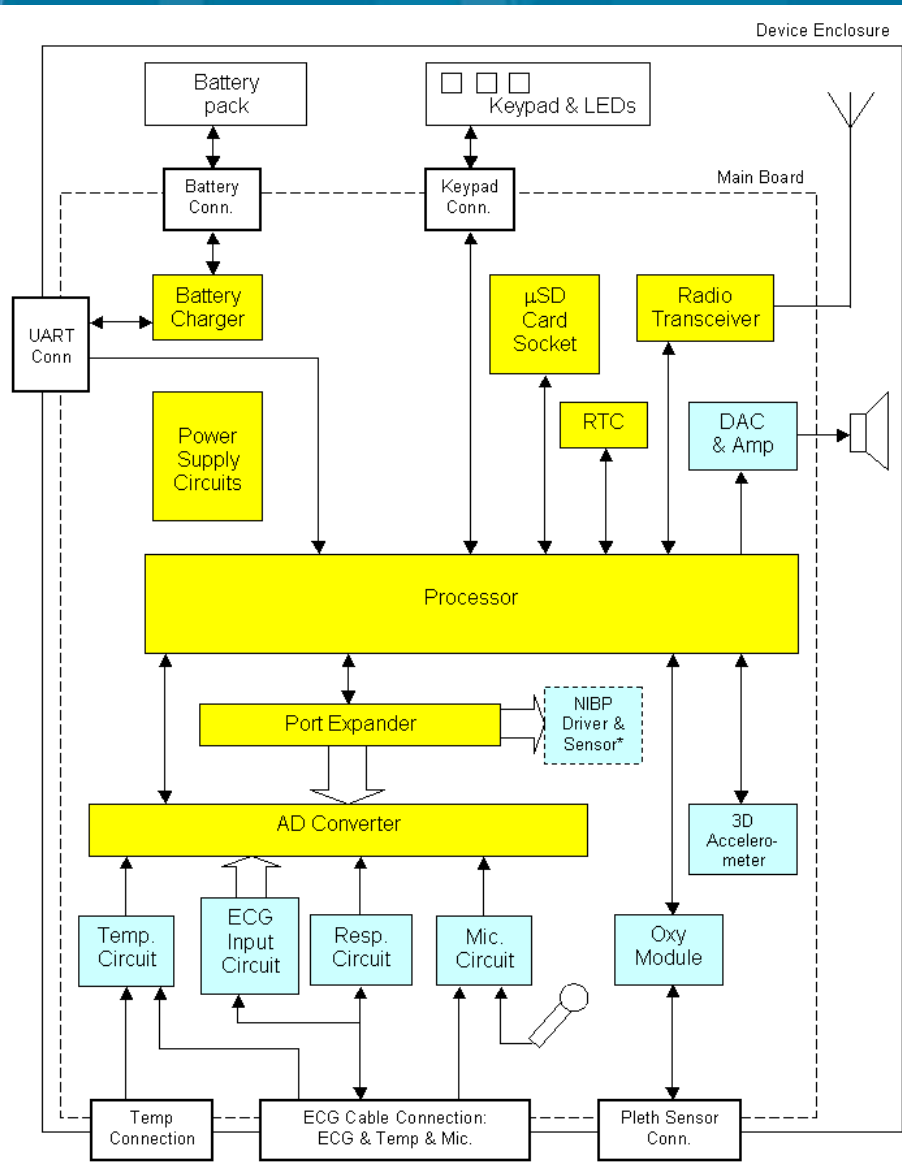 Device Enclosure
Battery
pack
Keypad & LEDs
Battery
Conn.
Keypad
Conn.
Main Board
Battery
Charger
µSD
Card
Socket
Radio
Transceiver
UART
Conn
Power
Supply
Circuits
RTC
DAC
& Amp
Processor
Port Expander
NIBP
Driver &
Sensor*
AD Converter
3D
Accelero-
meter
Temp.
Circuit
ECG
Input
Circuit
Resp.
Circuit
Mic.
Circuit
Oxy
Module
Temp
Connection
ECG Cable Connection:
ECG & Temp & Mic.
Pleth Sensor
Conn.